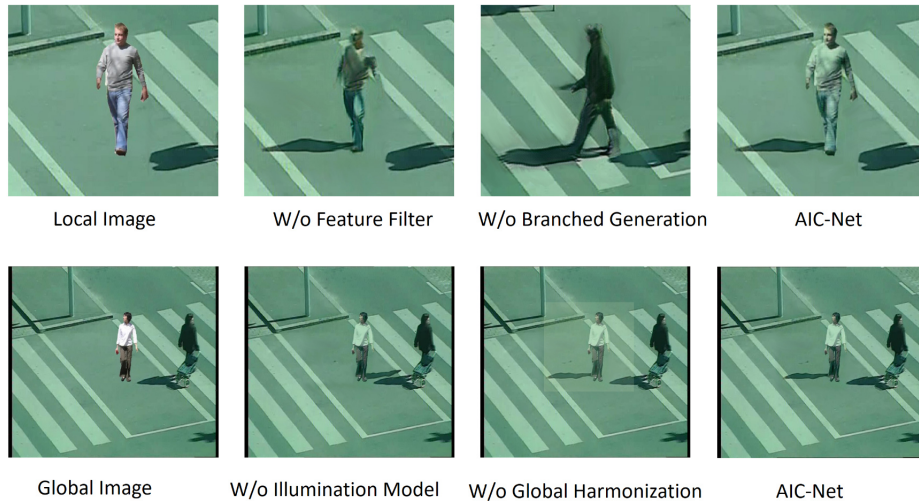 Local Image
W/o Feature Filter
W/o Branched Generation
AIC-Net
Global Image
W/o Illumination Model
W/o Global Harmonization
AIC-Net